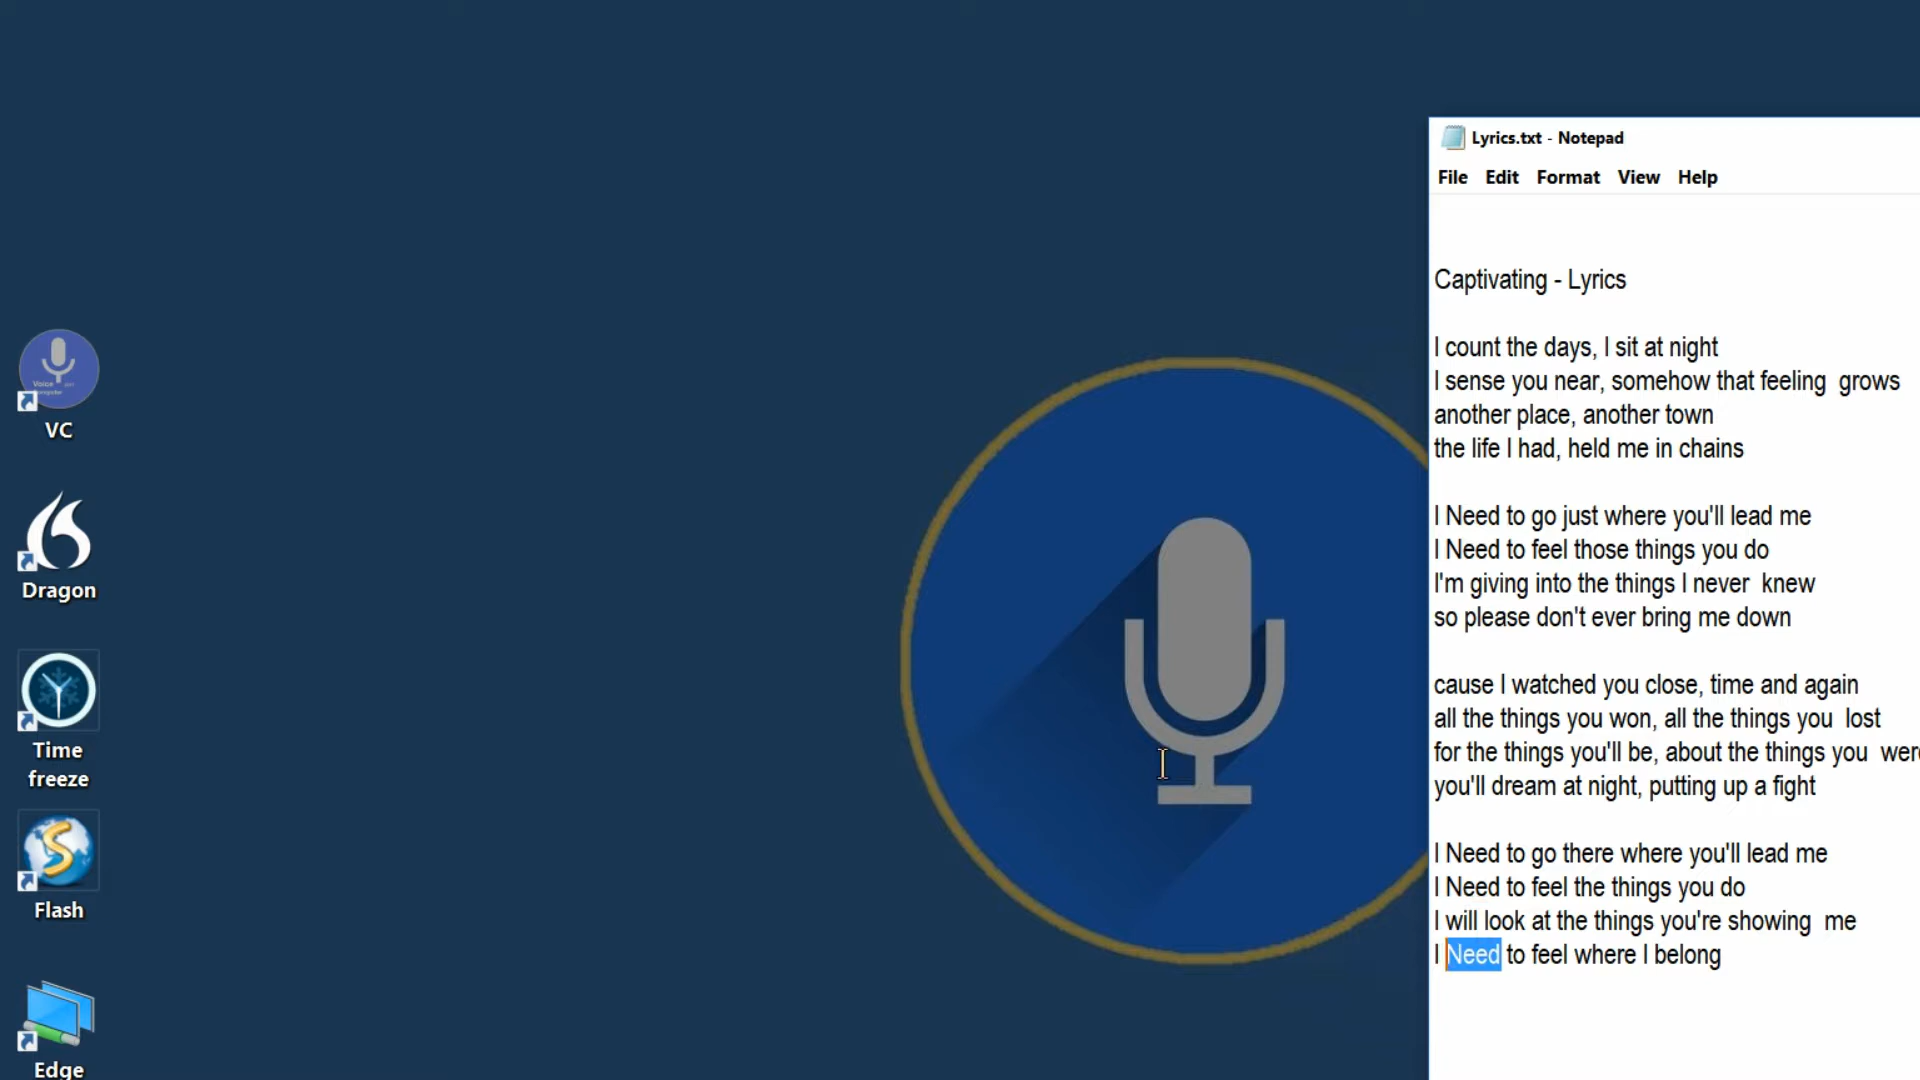 Lyrics.txt - Notepad
File Edit Format View Help
Captivating - Lyrics
I count the days, I sit at night
I sense you near, somehow that feeling  grows
another place, another town
the life I had, held me in chains
I Need to go just where you'll lead me
I Need to feel those things you do
I'm giving into the things I never  knew
so please don't ever bring me down
cause I watched you close, time and again
all the things you won, all the things you  lost
for the things you'll be, about the things you  were
you'll dream at night, putting up a fight
I Need to go there where you'll lead me
I Need to feel the things you do
I will look at the things you're showing  me
I Need to feel where I belong
Voice
VC
Dragon
Time
freeze
Flash
Edge